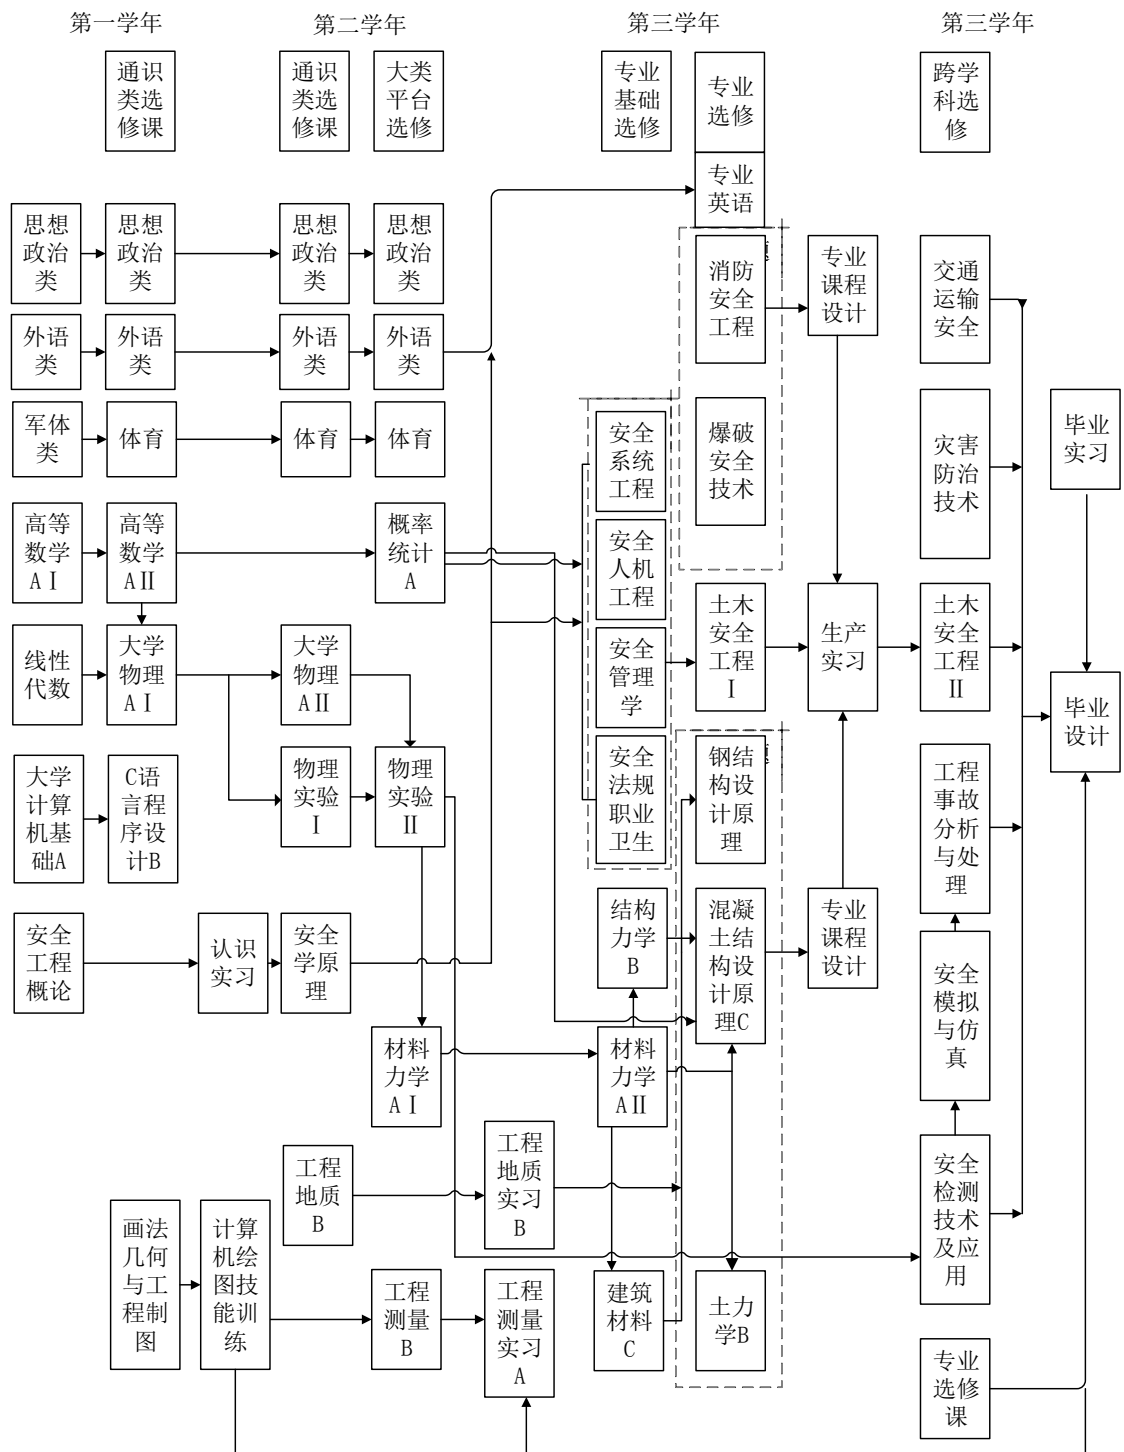 第一学年
第二学年
第三学年
第三学年
通识
类选
修课
通识
类选
修课
大类
平台
选修
专业
基础
选修
专业
选修
跨学
科选
修
专业
英语
思想
政治
类
思想
政治
类
思想
政治
类
思想
政治
类
题
消防
安全
工程
专业
课程
设计
交通
运输
安全
外语
类
外语
类
外语
类
外语
类
军体
类
体育
体育
体育
安全
系统
工程
爆破
安全
技术
灾害
防治
技术
毕业
实习
高等
数学
AⅠ
高等
数学
AⅡ
概率
统计
A
安全
人机
工程
线性
代数
大学
物理
AⅠ
大学
物理
AⅡ
安全
管理
学
土木
安全
工程
Ⅰ
生产
实习
土木
安全
工程
Ⅱ
毕业
设计
大学
计算
机基
础A
C语
言程
序设
计B
物理
实验
Ⅰ
物理
实验
Ⅱ
安全
法规
职业
卫生
题
钢结
构设
计原
理
工程
事故
分析
与处
理
安全
工程
概论
认识
实习
安全
学原
理
结构
力学
B
混凝
土结
构设
计原
理C
专业
课程
设计
安全
模拟
与仿
真
材料
力学
AⅠ
材料
力学
AⅡ
工程
地质
B
工程
地质
实习
B
安全
检测
技术
及应
用
画法
几何
与工
程制
图
计算
机绘
图技
能训
练
工程
测量
B
工程
测量
实习
A
建筑
材料
C
土力
学B
专业
选修
课